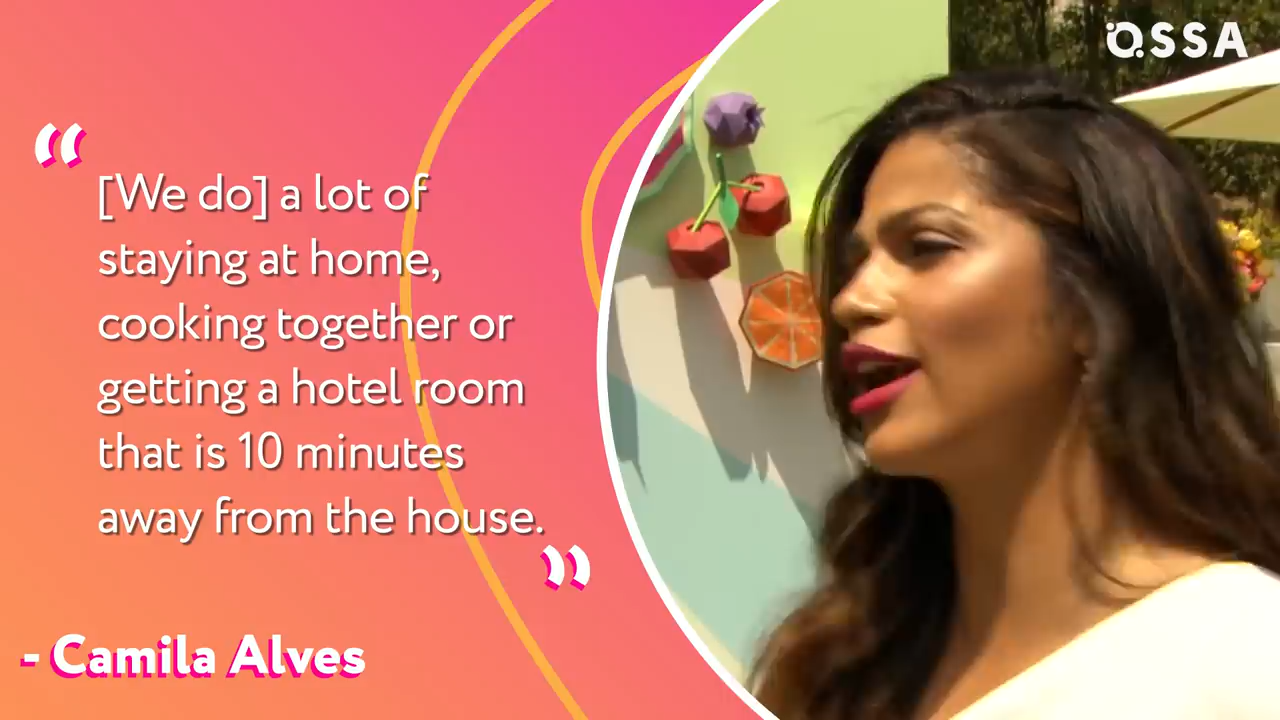 OSSA
“
[We do] a lot of
staying at home,
cooking together or
getting a hotel room
that is 10 minutes
away from the house.
”
- Camila Alves